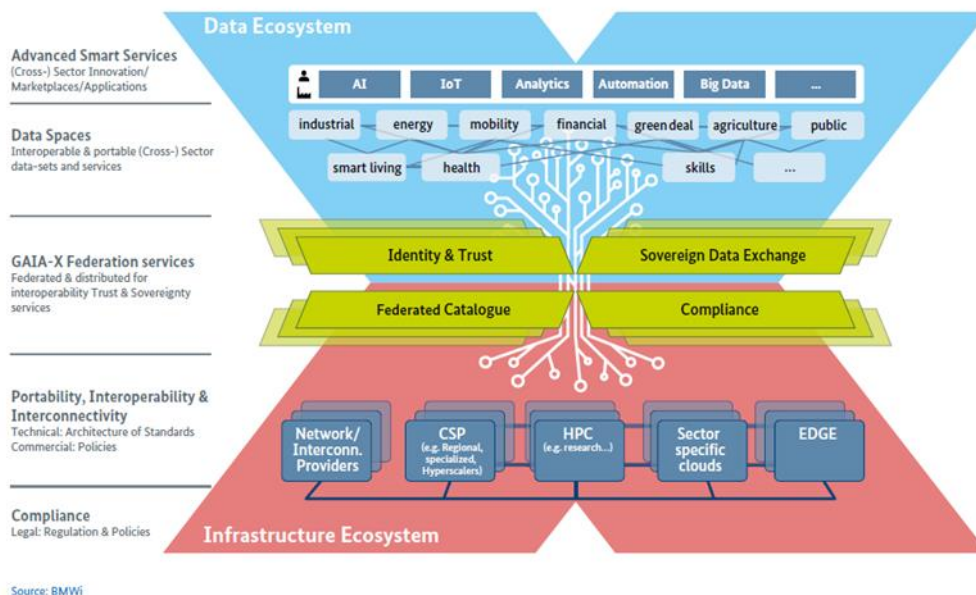 Data Ecosystem
Advanced Smart Services
(Cross-) Sector Innovation/
Marketplaces/Applications
AI
IoT
Analytics
Automation
Big Data
...
Data Spaces
Interoperable & portable (Cross-) Sector
data-sets and services
industrial
energy
mobility
financial
green deal
agriculture
public
smart living
health
skills
...
GAIA-X Federation services
Federated & distributed for
interoperability Trust & Sovereignty
services
Identity & Trust
Sovereign Data Exchange
Federated Catalogue
Compliance
Portability, Interoperability &
Interconnectivity
Technical: Architecture of Standards
Commercial: Policies
Network/
Interconn.
Providers
CSP
(e.g. Regional,
specialized,
Hyperscalers)
HPC
(e.g. research...)
Sector
specific
clouds
EDGE
Compliance
Legal: Regulation & Policies
Infrastructure Ecosystem
Source: BMWi